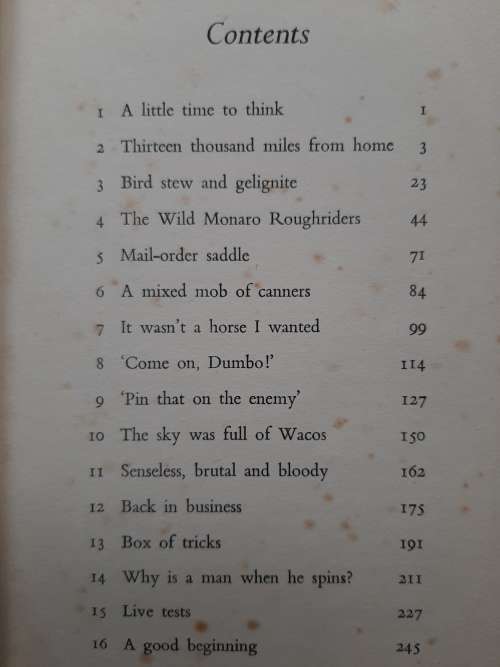 Contents
1 A little time to think 1
2 Thirteen thousand miles from home 3
3 Bird stew and gelignite 23
4 The Wild Monaro Roughriders 44
5 Mail-order saddle 71
6 A mixed mob of canners 84
7 It wasn't a horse I wanted 99
8 ‘Come on, Dumbo!’ 114
9 ‘Pin that on the enemy’ 127
10 The sky was full of Wacos 150
11 Senseless, brutal and bloody 162
12 Back in business 175
13 Box of tricks 191
14 Why is a man when he spins? 211
15 Live tests 227
16 A good beginning 245